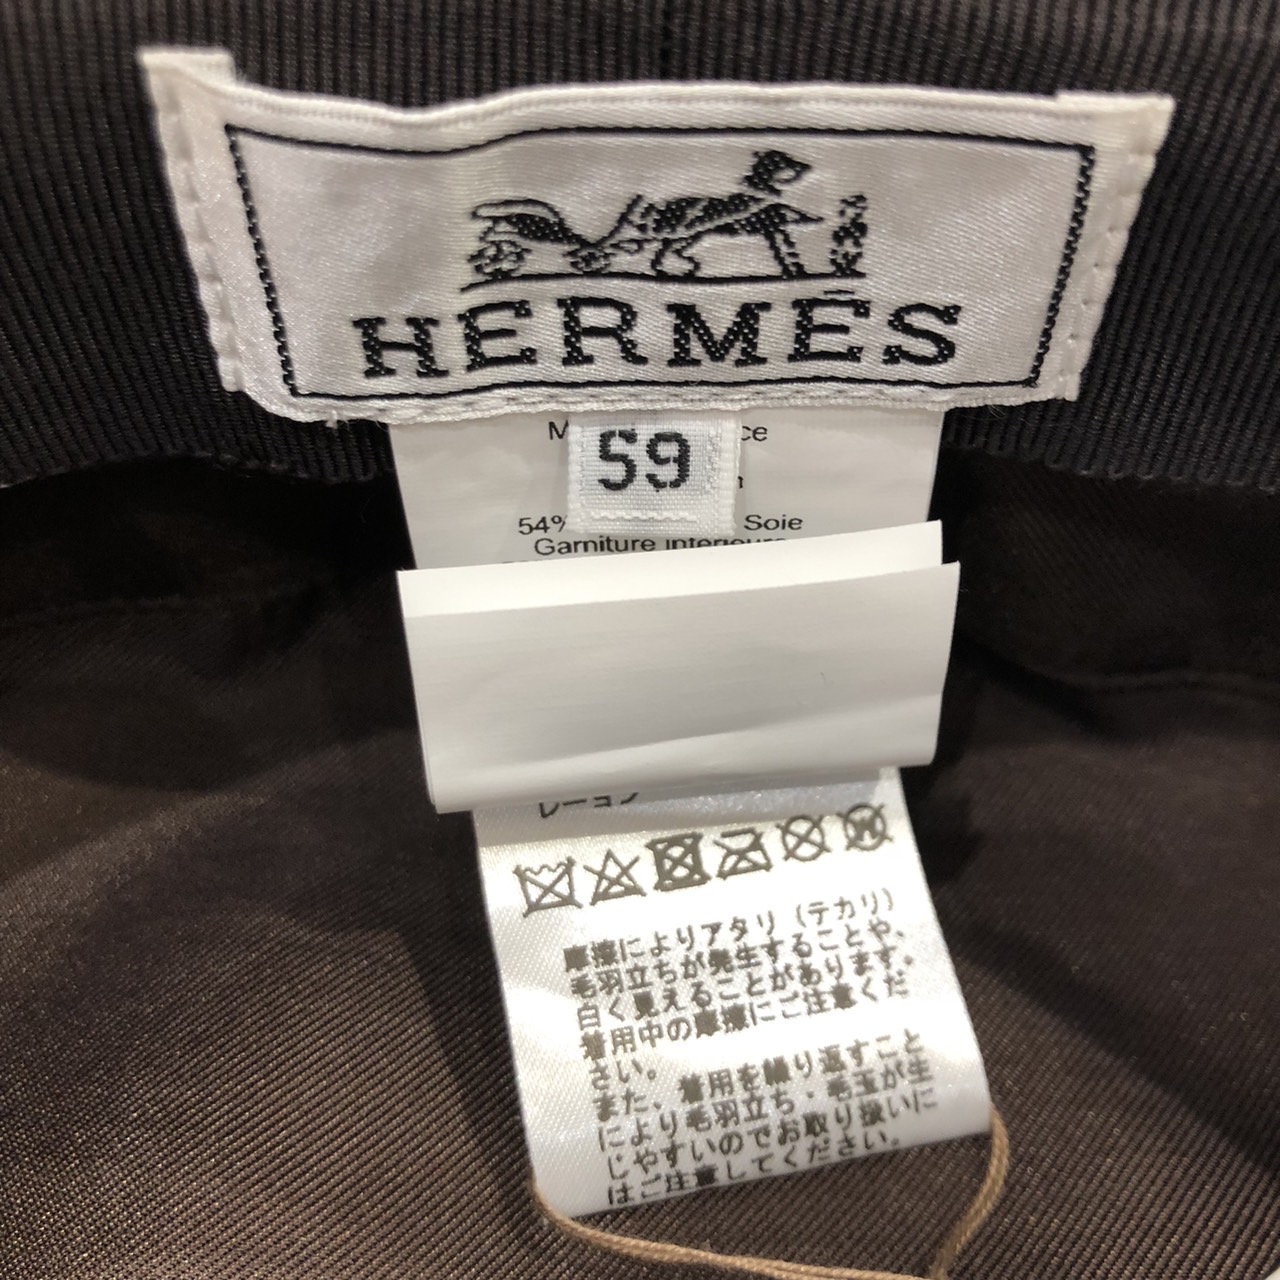 HERMÈS
59
54%
Soie
Garniture intérieure
レーヨン
摩擦によりアタリ（テカリ）
毛羽立ちが発生することや、
白く見えることがあります。
着用中の摩擦にご注意くだ
さい。
また、着用を繰り返すこと
により毛羽立ち・毛玉が生
じやすいのでお取り扱いに
はご注意してください。